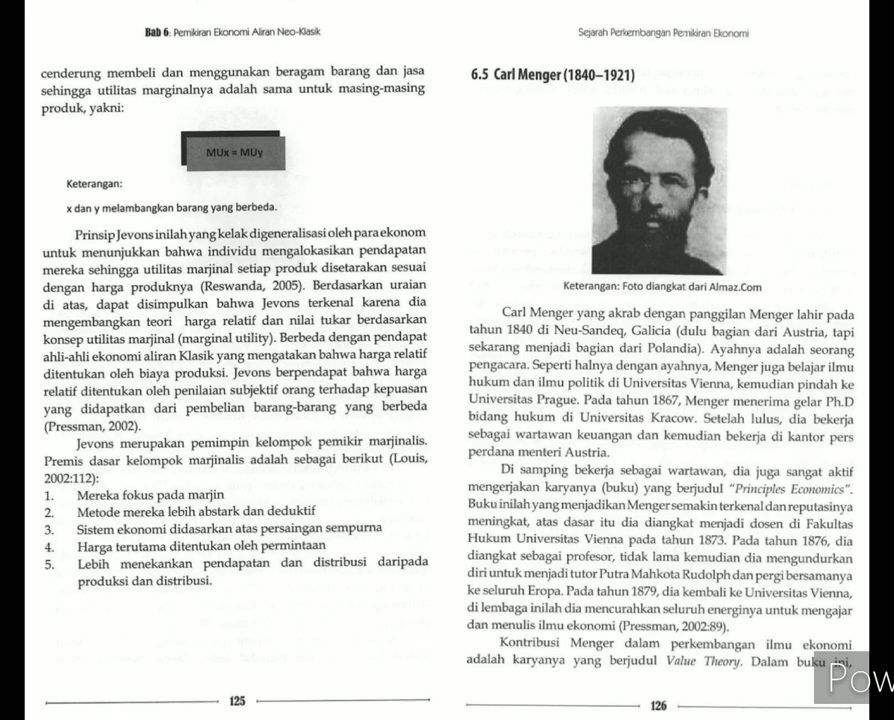 Bab 6: Pemikiran Ekonomi Aliran Neo-Klasik
cenderung membeli dan menggunakan beragam barang dan jasa
sehingga utilitas marginalnya adalah sama untuk masing-masing
produk, yakni:
MUx = MUy
Keterangan:
x dan y melambangkan barang yang berbeda.
Prinsip Jevons inilah yang kelak digeneralisasi oleh para ekonom
untuk menunjukkan bahwa individu mengalokasikan pendapatan
mereka sehingga utilitas marjinal setiap produk disetarakan sesuai
dengan harga produknya (Reswanda, 2005). Berdasarkan uraian
di atas, dapat disimpulkan bahwa Jevons terkenal karena dia
mengembangkan teori harga relatif dan nilai tukar berdasarkan
konsep utilitas marjinal (marginal utility). Berbeda dengan pendapat
ahli-ahli ekonomi aliran Klasik yang mengatakan bahwa harga relatif
ditentukan oleh biaya produksi. Jevons berpendapat bahwa harga
relatif ditentukan oleh penilaian subjektif orang terhadap kepuasan
yang didapatkan dari pembelian barang-barang yang berbeda
(Pressman, 2002).
Jevons merupakan pemimpin kelompok pemikir marjinalis.
Premis dasar kelompok marjinalis adalah sebagai berikut (Louis,
2002:112):
1. Mereka fokus pada marjin
2. Metode mereka lebih abstark dan deduktif
3. Sistem ekonomi didasarkan atas persaingan sempurna
4. Harga terutama ditentukan oleh permintaan
5. Lebih menekankan pendapatan dan distribusi daripada
produksi dan distribusi.
125
Sejarah Perkembangan Pemikiran Ekonomi
6.5 Carl Menger (1840–1921)
Keterangan: Foto diangkat dari Almaz.Com
Carl Menger yang akrab dengan panggilan Menger lahir pada
tahun 1840 di Neu-Sandeq, Galicia (dulu bagian dari Austria, tapi
sekarang menjadi bagian dari Polandia). Ayahnya adalah seorang
pengacara. Seperti halnya dengan ayahnya, Menger juga belajar ilmu
hukum dan ilmu politik di Universitas Vienna, kemudian pindah ke
Universitas Prague. Pada tahun 1867, Menger menerima gelar Ph.D
bidang hukum di Universitas Kracow. Setelah lulus, dia bekerja
sebagai wartawan keuangan dan kemudian bekerja di kantor pers
perdana menteri Austria.
Di samping bekerja sebagai wartawan, dia juga sangat aktif
mengerjakan karyanya (buku) yang berjudul "Principles Economics".
Buku inilah yang menjadikan Menger semakin terkenal dan reputasinya
meningkat, atas dasar itu dia diangkat menjadi dosen di Fakultas
Hukum Universitas Vienna pada tahun 1873. Pada tahun 1876, dia
diangkat sebagai profesor, tidak lama kemudian dia mengundurkan
diri untuk menjadi tutor Putra Mahkota Rudolph dan pergi bersamanya
ke seluruh Eropa. Pada tahun 1879, dia kembali ke Universitas Vienna,
di lembaga inilah dia mencurahkan seluruh energinya untuk mengajar
dan menulis ilmu ekonomi (Pressman, 2002:89).
Kontribusi Menger dalam perkembangan ilmu ekonomi
adalah karyanya yang berjudul Value Theory. Dalam buku ini,
126
Pow